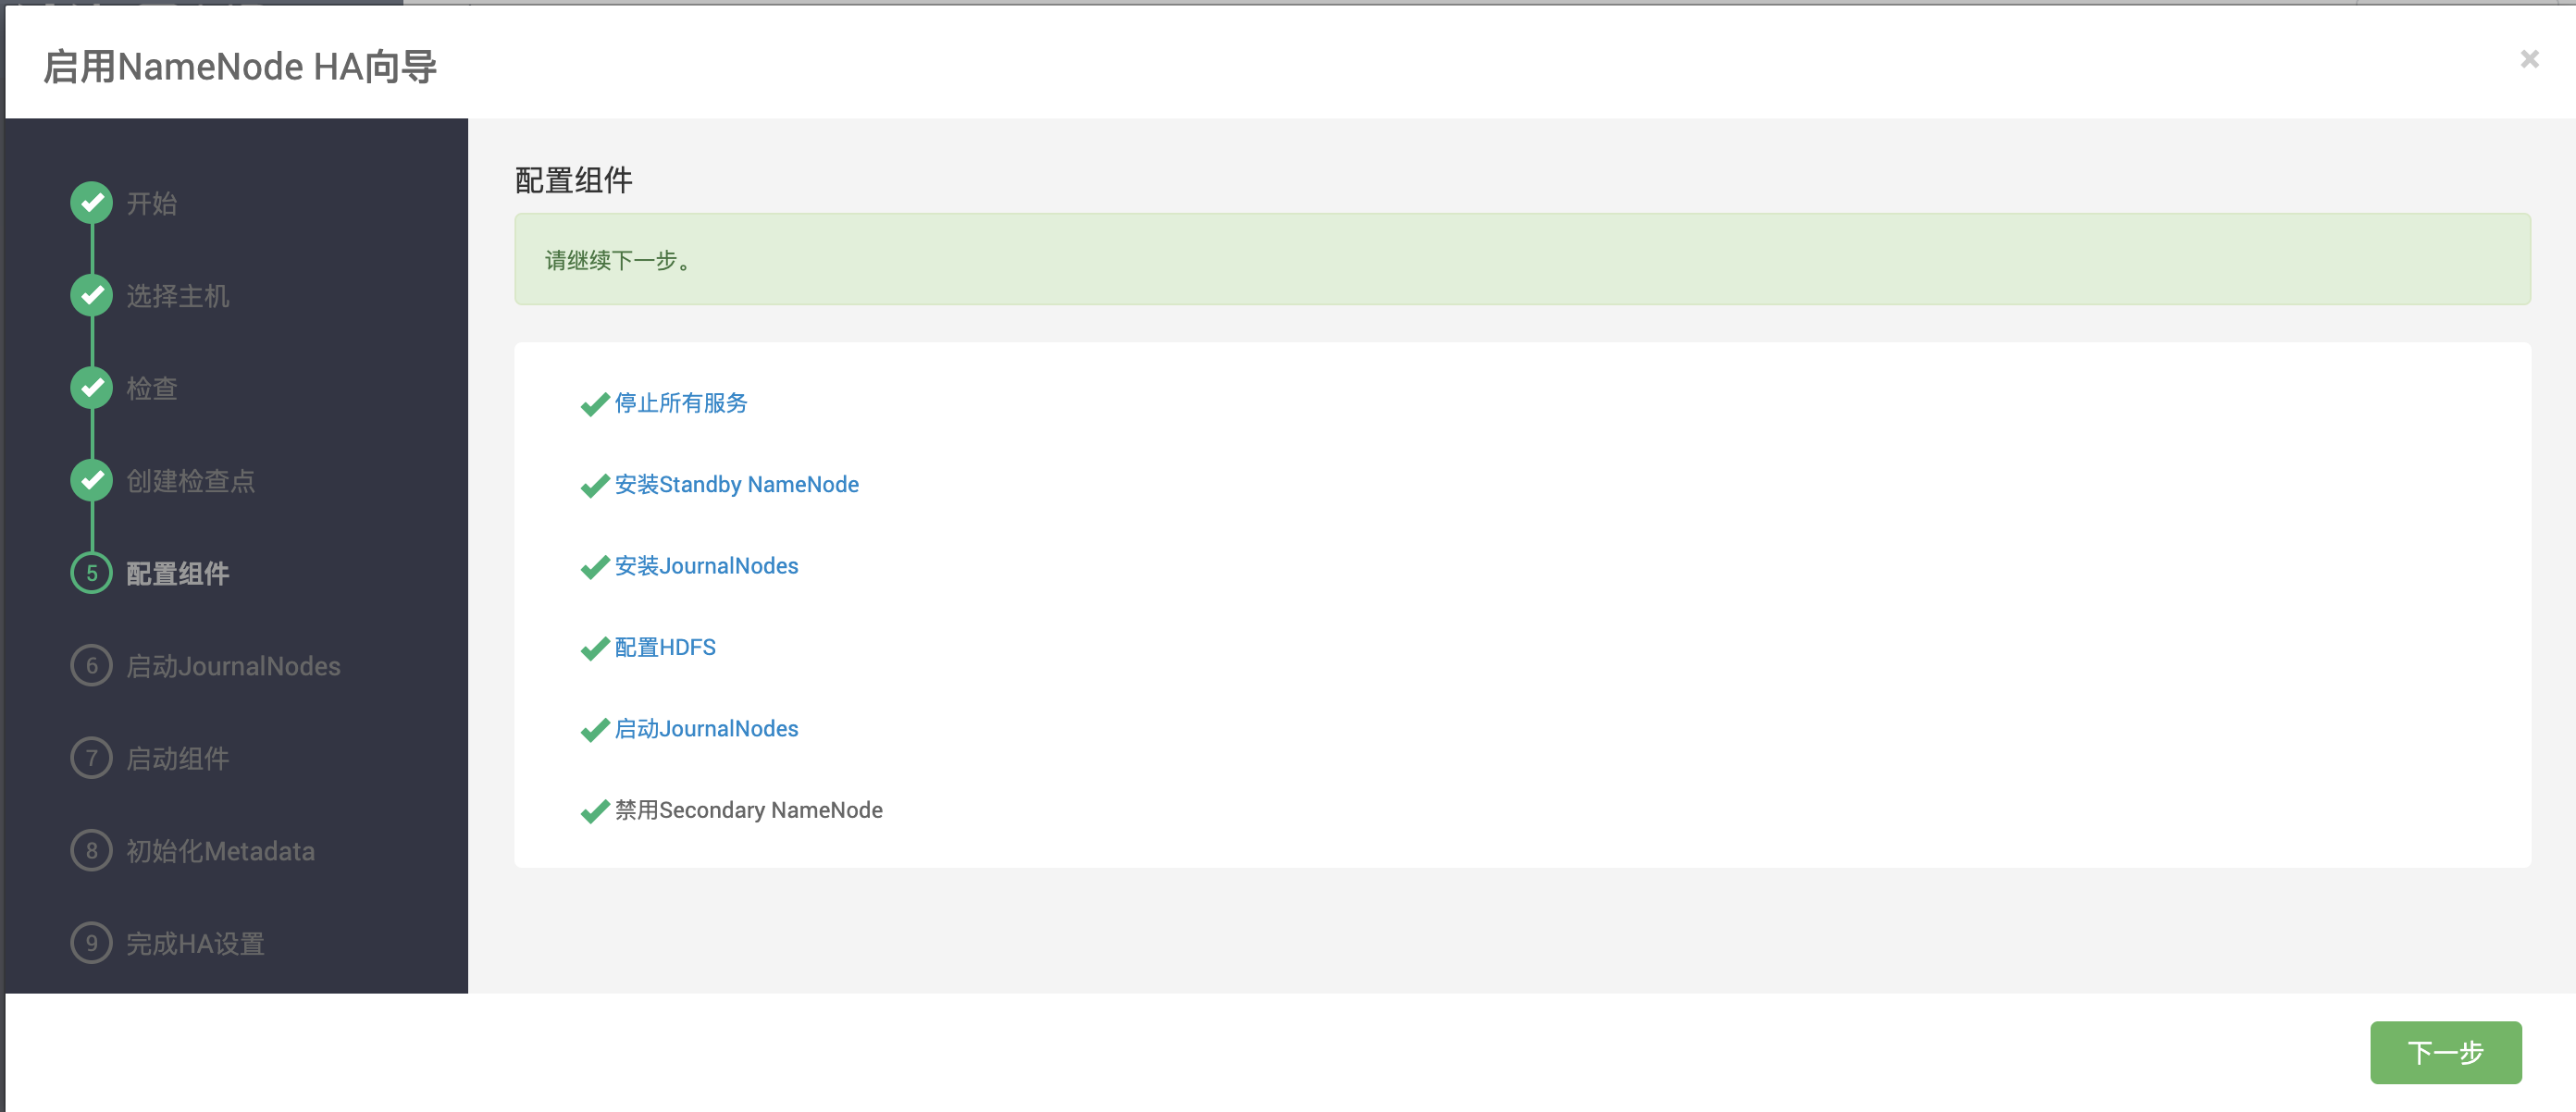 启用NameNode HA向导
×
开始
选择主机
检查
创建检查点
5 配置组件
6 启动JournalNodes
7 启动组件
8 初始化Metadata
9 完成HA设置
配置组件
请继续下一步。
停止所有服务
安装Standby NameNode
安装JournalNodes
配置HDFS
启动JournalNodes
禁用Secondary NameNode
下一步